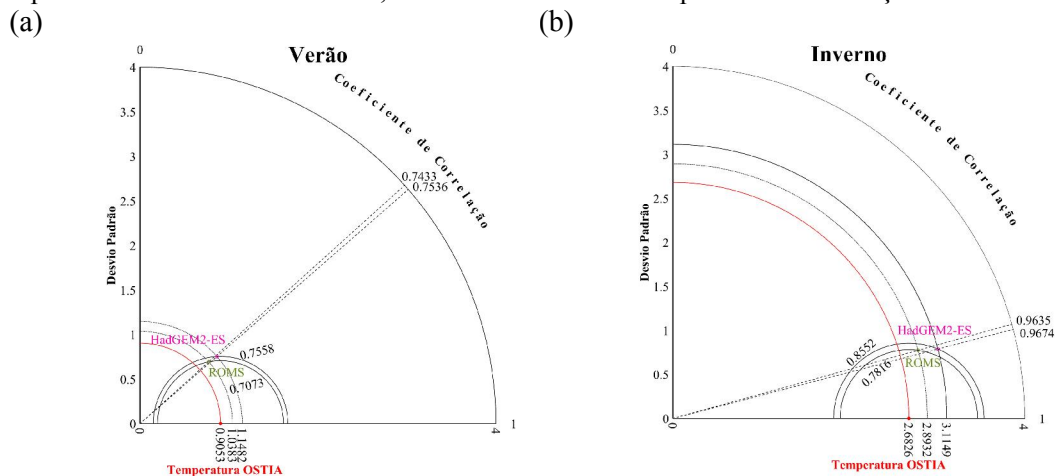 (a)
(b)
0
Verão
4
Coeficiente de Correlação
3.5
3
2.5
2
1.5
1
0.5
0
Desvio Padrão
0.7433
0.7536
HadGEM2-ES
ROMS
0.7558
0.7073
0
0.9053
1.0383
1.1482
4
1
Temperatura OSTIA
0
Inverno
4
Coeficiente de Correlação
3.5
3
2.5
2
1.5
1
0.5
0
Desvio Padrão
0.9635
0.9674
HadGEM2-ES
ROMS
0.8552
0.7816
0
2.6826
2.8932
3.1149
4
1
Temperatura OSTIA